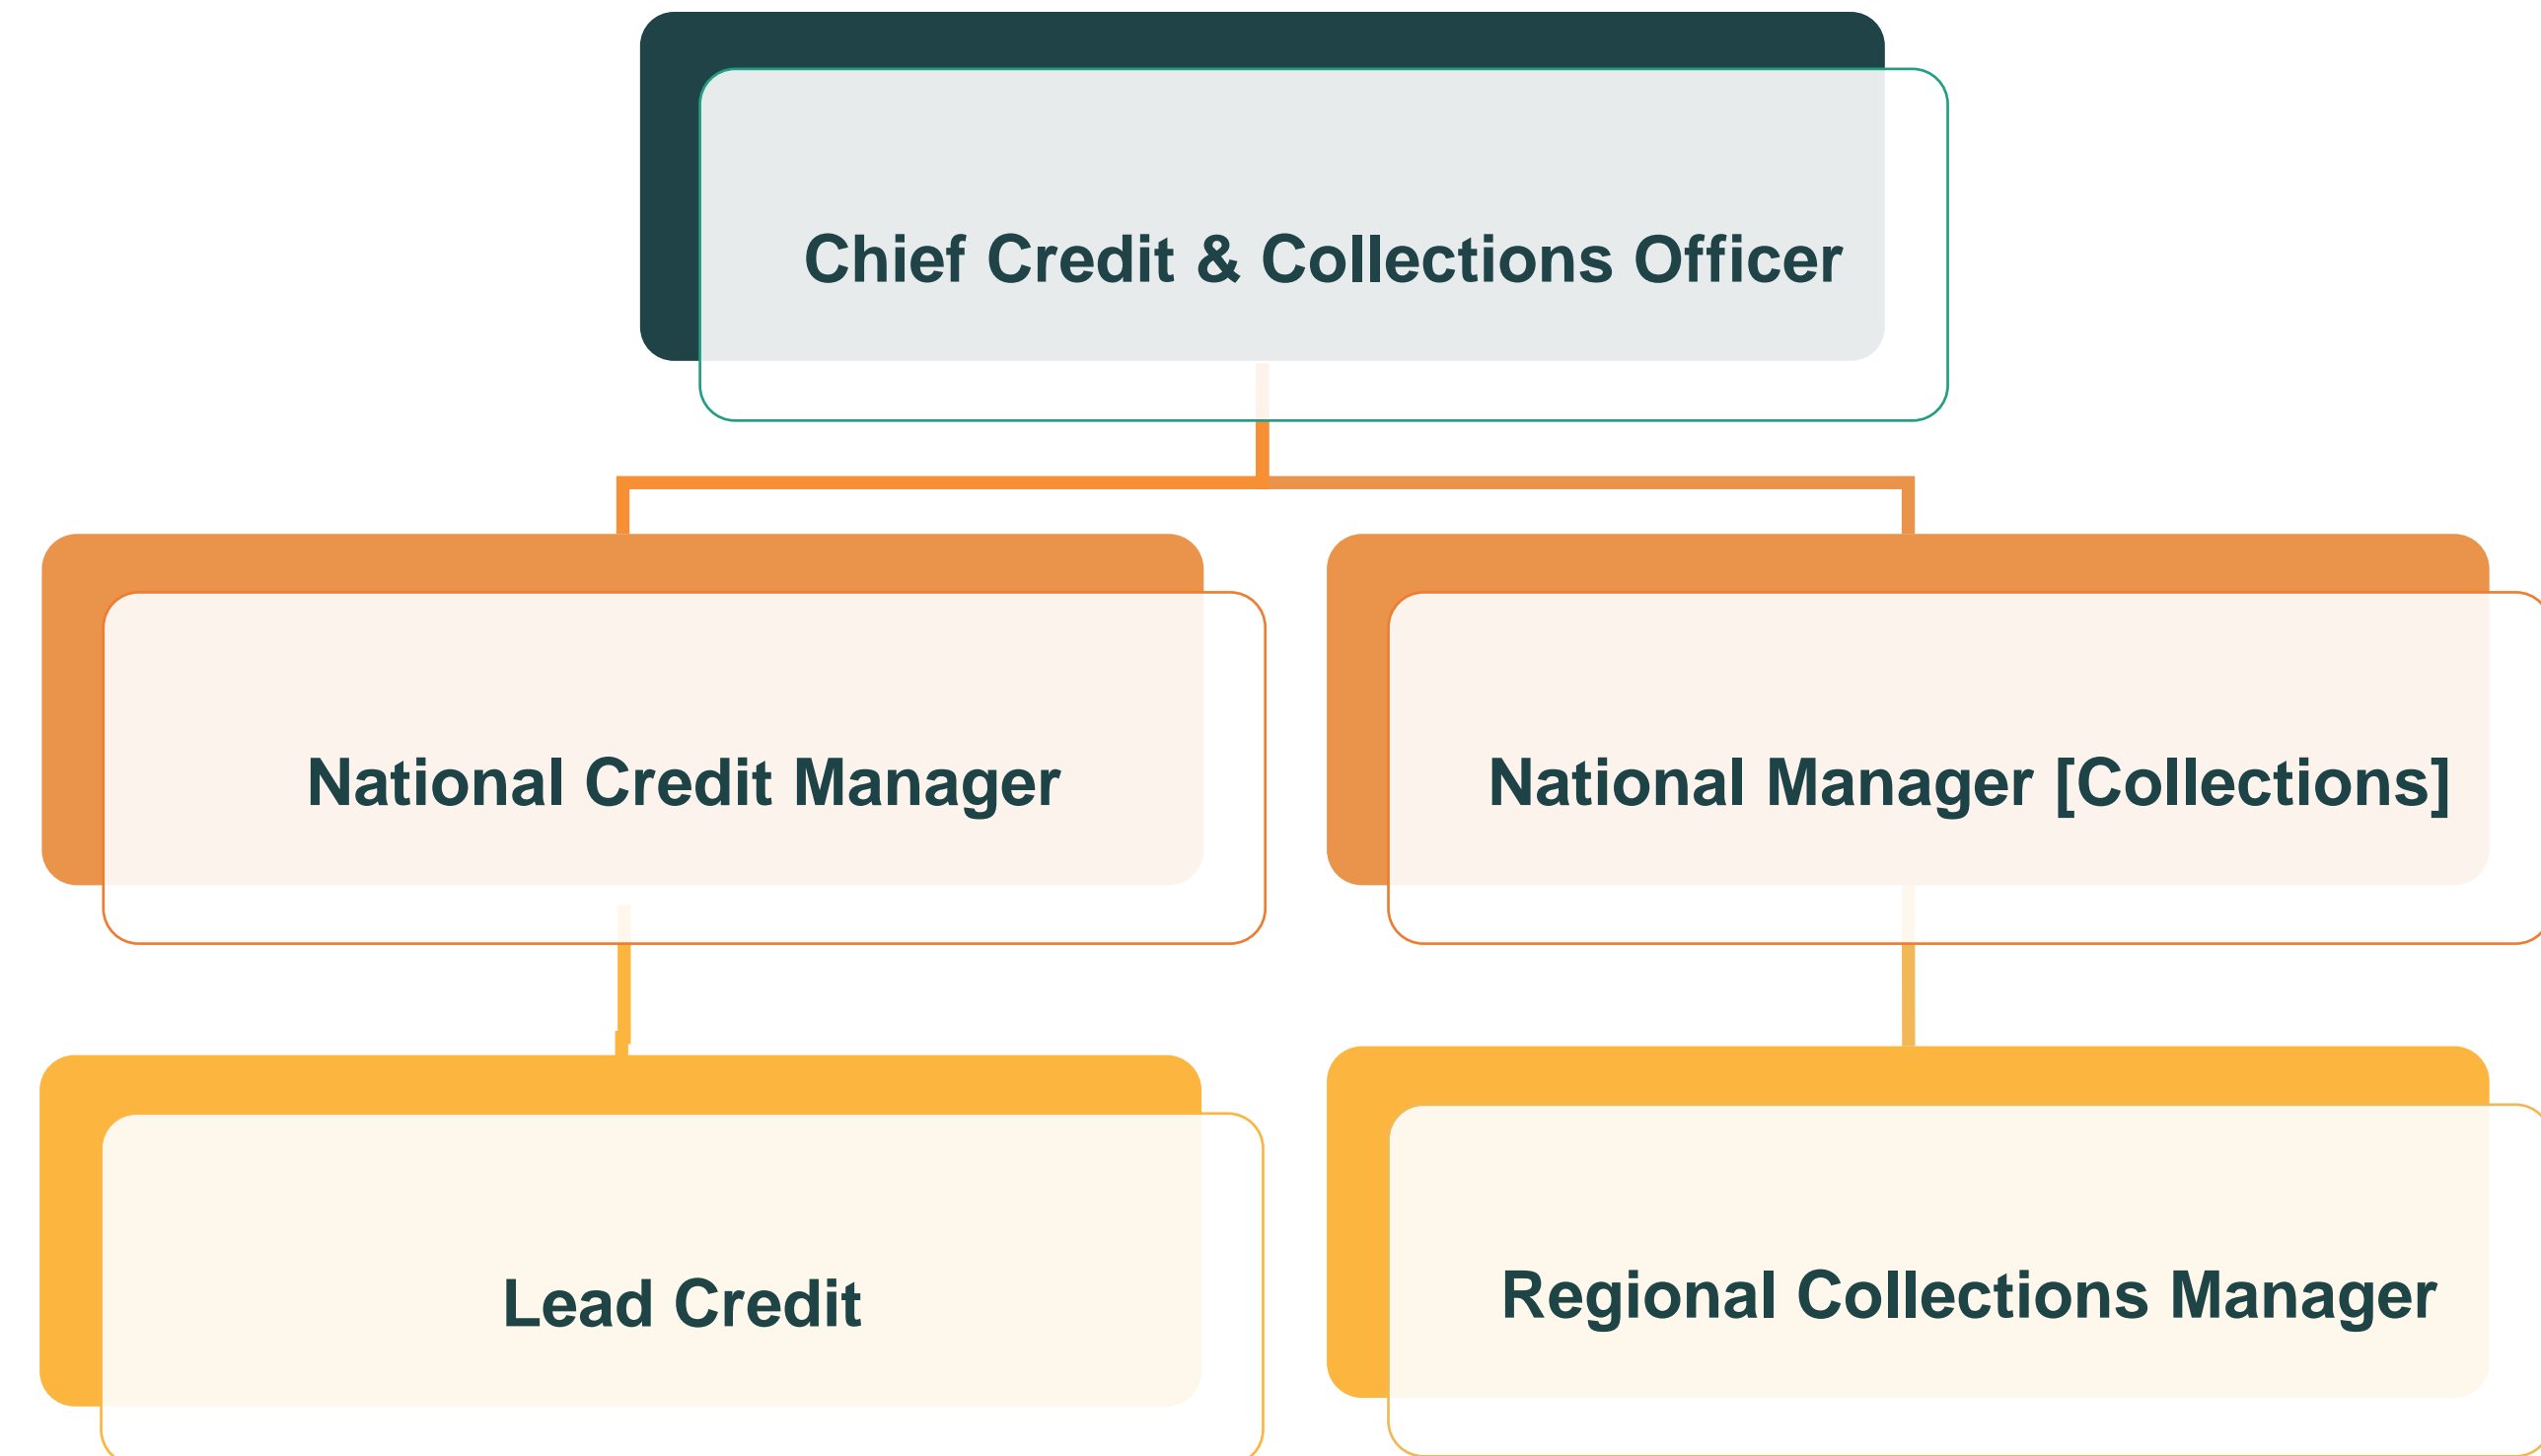 Chief Credit & Collections Officer
National Credit Manager
National Manager [Collections]
Lead Credit
Regional Collections Manager